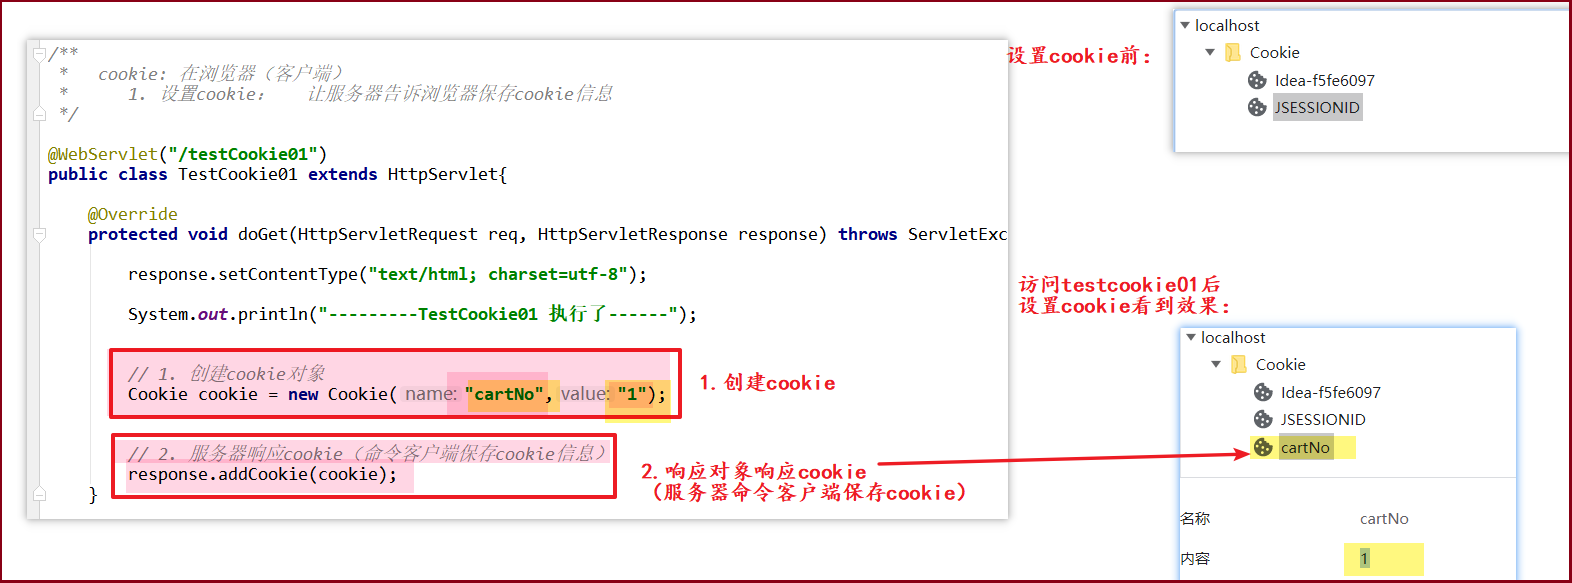 /**
 *   cookie: 在浏览器（客户端）
 *      1. 设置cookie：   让服务器告诉浏览器保存cookie信息
 */
@WebServlet("/testCookie01")
public class TestCookie01 extends HttpServlet{
@Override
protected void doGet(HttpServletRequest req, HttpServletResponse response) throws ServletExc
response.setContentType("text/html; charset=utf-8");
System.out.println("---------TestCookie01 执行了------");
// 1. 创建cookie对象
Cookie cookie = new Cookie( name: "cartNo", value: "1");
// 2. 服务器响应cookie（命令客户端保存cookie信息）
response.addCookie(cookie);
}
1.创建cookie
2.响应对象响应cookie
（服务器命令客户端保存cookie）
设置cookie前：
localhost
Cookie
Idea-f5fe6097
JSESSIONID
访问testcookie01后
设置cookie看到效果：
localhost
Cookie
Idea-f5fe6097
JSESSIONID
cartNo
名称 cartNo
内容 1